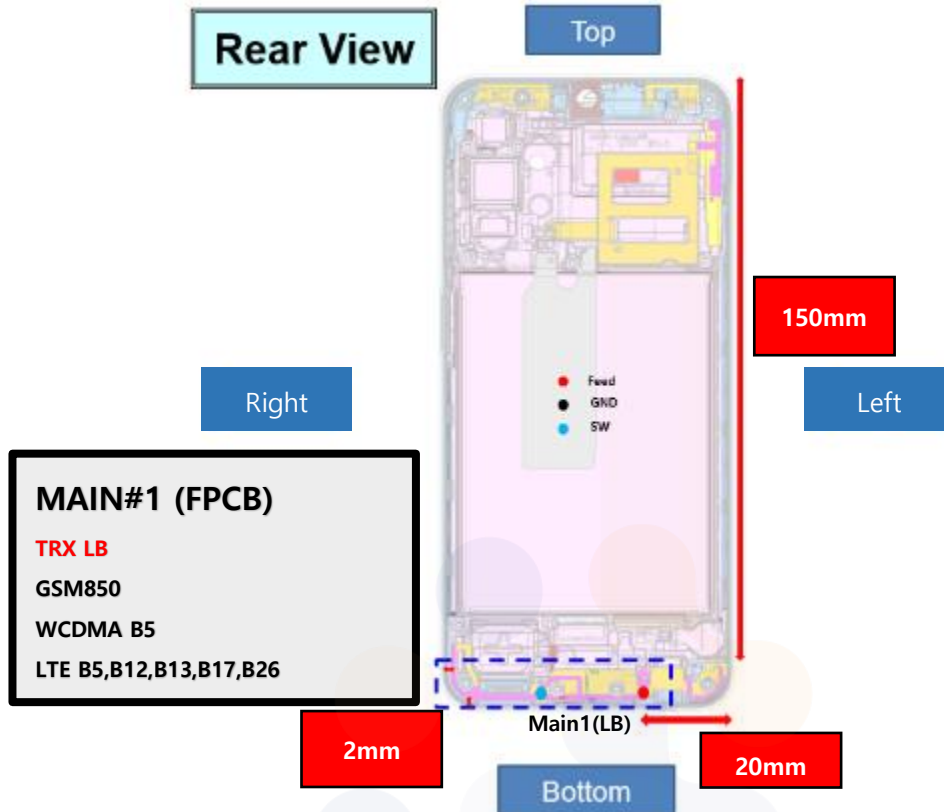 Rear View
Top
150mm
Feed
GND
SW
Right
Left
MAIN#1 (FPCB)
TRX LB
GSM850
WCDMA B5
LTE B5,B12,B13,B17,B26
Main1(LB)
2mm
20mm
Bottom